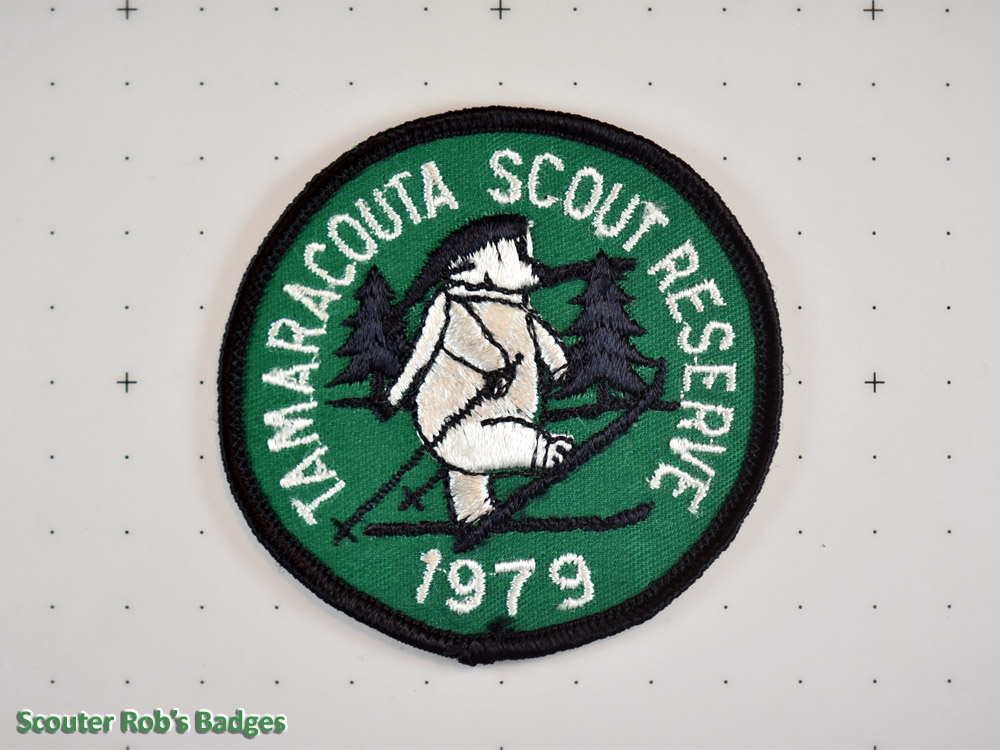 TAMARACOUTA SCOUT RESERVE
1979
Scouter Rob's Badges